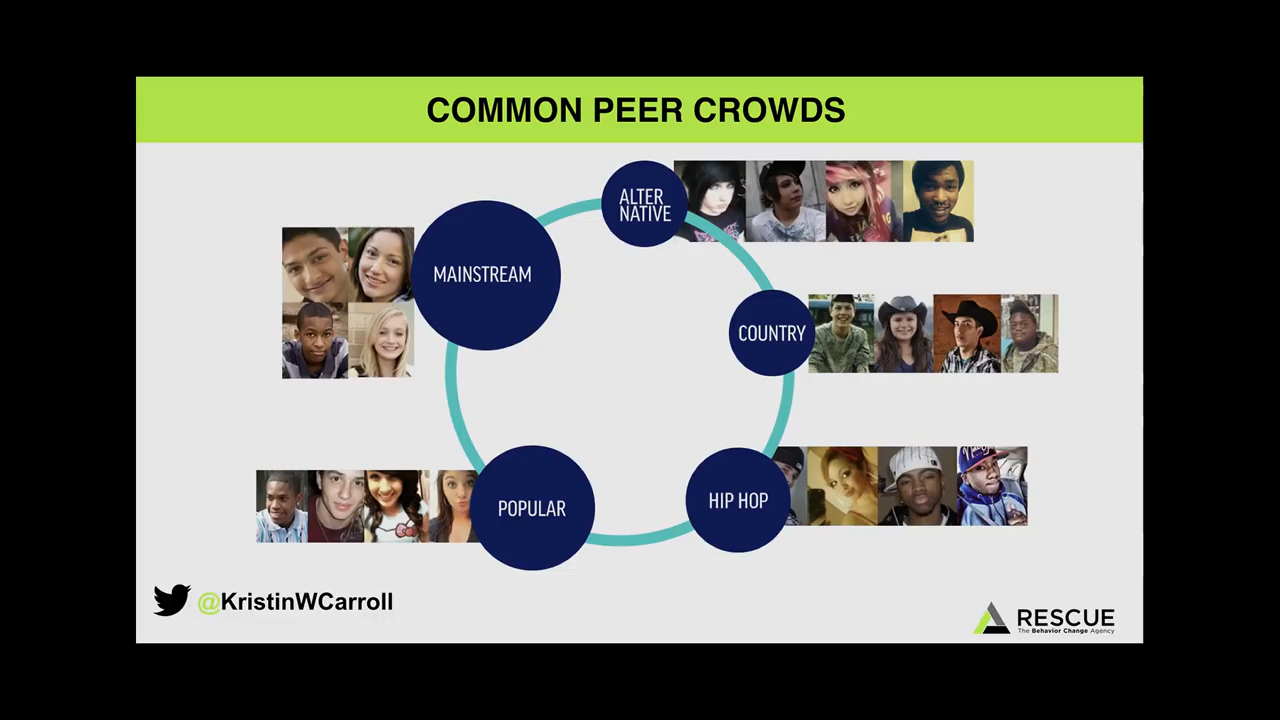 COMMON PEER CROWDS
ALTER
NATIVE
MAINSTREAM
COUNTRY
HIP HOP
POPULAR
@KristinWCarroll
RESCUE
The Behavior Change Agency